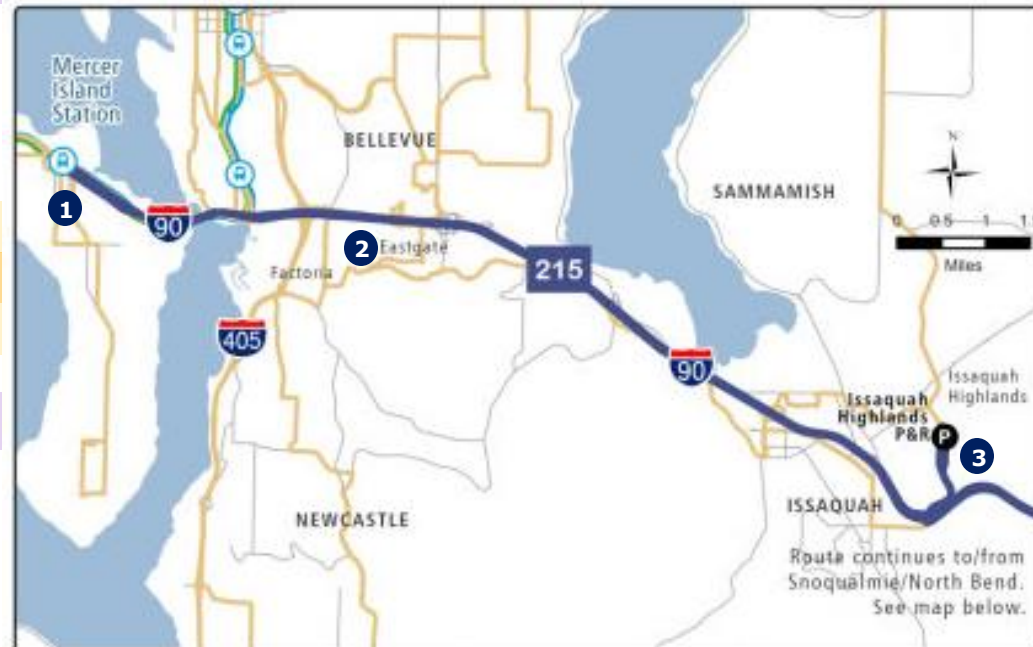 Mercer
Island
Station
BELLEVUE
SAMMAMISH
N
1
90
2
Eastgate
0 0.5 1 1
Miles
Factoria
215
405
90
Issaquah
Highlands
Issaquah
Highlands
P&R
P
3
NEWCASTLE
ISSAQUAH
Route continues to/from
Snoqualmie/North Bend.
See map below.